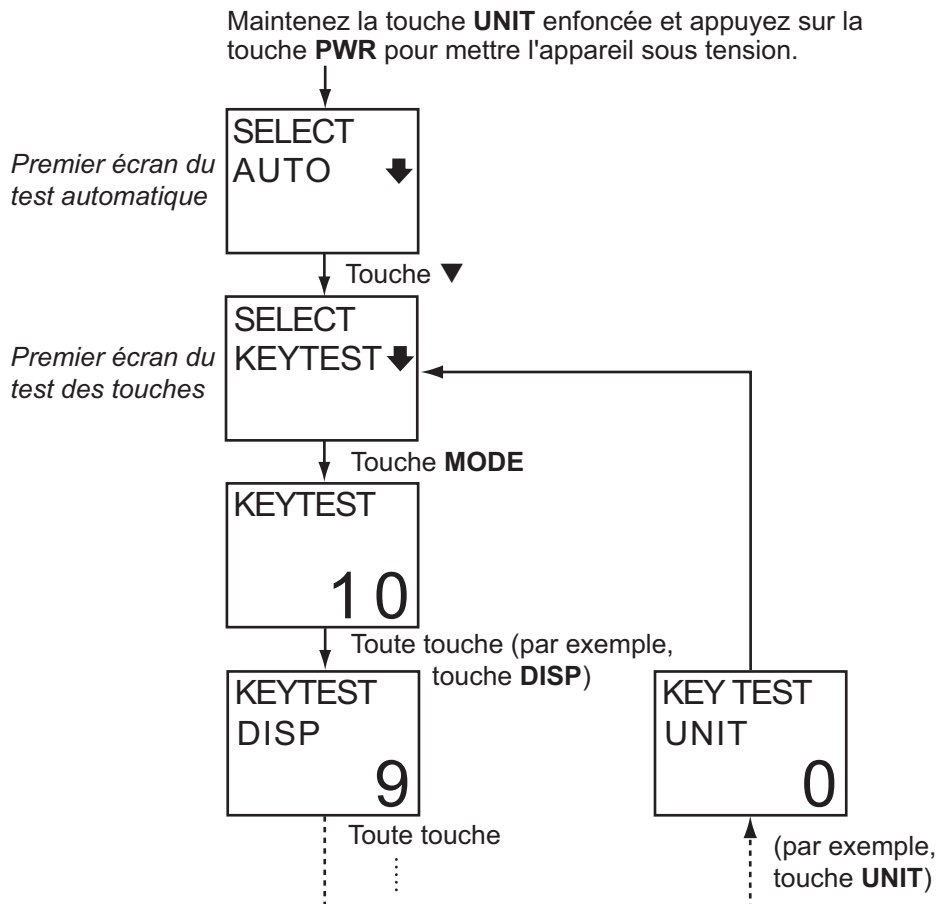 Maintenez la touche UNIT enfoncée et appuyez sur la
touche PWR pour mettre l'appareil sous tension.
SELECT
AUTO
Premier écran du
test automatique
Touche ▼
SELECT
KEYTEST
Premier écran du
test des touches
Touche MODE
KEYTEST
10
Toute touche (par exemple,
touche DISP)
KEYTEST
DISP
9
KEY TEST
UNIT
0
Toute touche
(par exemple,
touche UNIT)